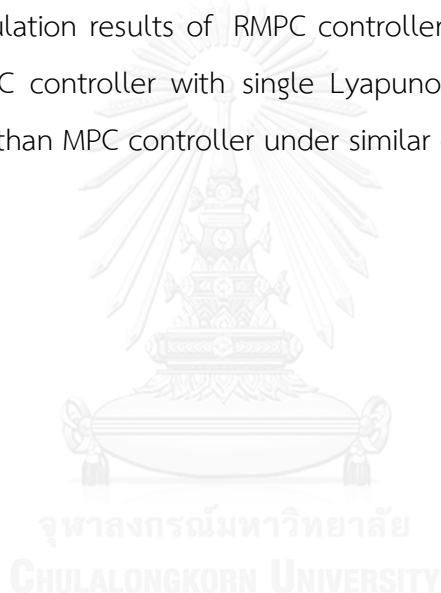 ulation results of RMPC controller
C controller with single Lyapuno
than MPC controller under similar
จุฬาลงกรณ์มหาวิทยาลัย
CHULALONGKORN UNIVERSITY